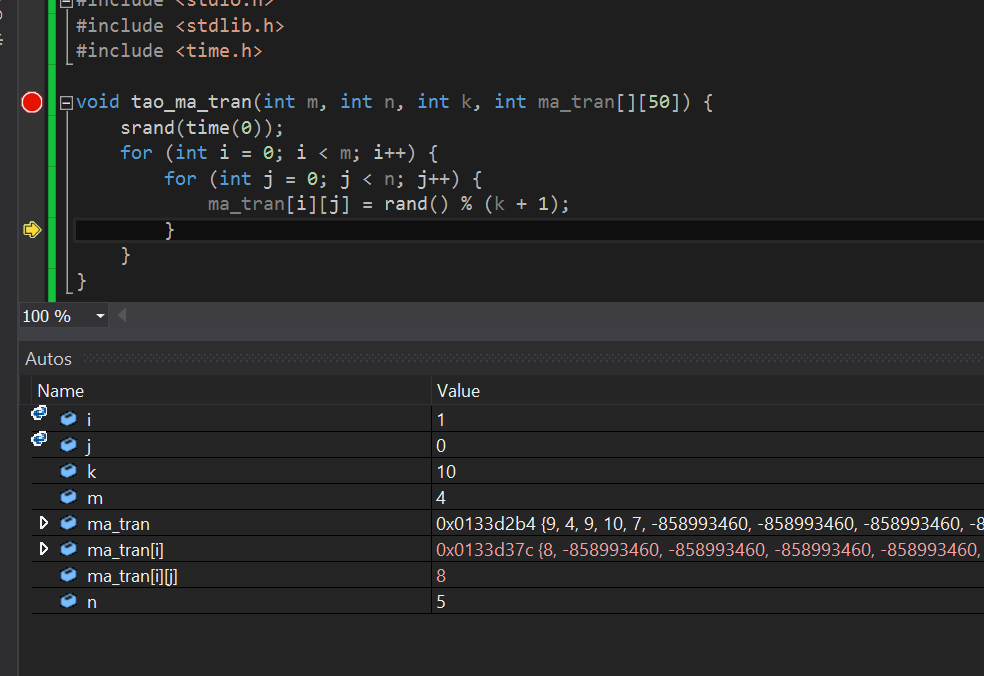 #include <stdio.h>
#include <stdlib.h>
#include <time.h>
void tao_ma_tran(int m, int n, int k, int ma_tran[][50]) {
srand(time(0));
for (int i = 0; i < m; i++) {
for (int j = 0; j < n; j++) {
ma_tran[i][j] = rand() % (k + 1);
}
}
}
100 %
Autos
Name Value
i 1
j 0
k 10
m 4
ma_tran 0x0133d2b4 {9, 4, 9, 10, 7, -858993460, -858993460, -858993460, -8
ma_tran[i] 0x0133d37c {8, -858993460, -858993460, -858993460, -858993460,
ma_tran[i][j] 8
n 5